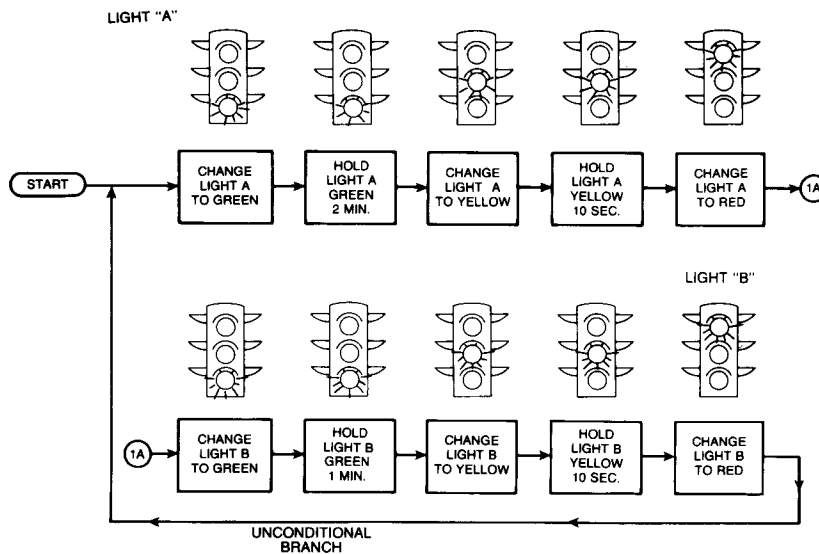 LIGHT "A"
START
CHANGE
LIGHT A
TO GREEN
HOLD
LIGHT A
GREEN
2 MIN.
CHANGE
LIGHT A
TO YELLOW
HOLD
LIGHT A
YELLOW
10 SEC.
CHANGE
LIGHT A
TO RED
1A
LIGHT "B"
1A
CHANGE
LIGHT B
TO GREEN
HOLD
LIGHT B
GREEN
1 MIN.
CHANGE
LIGHT B
TO YELLOW
HOLD
LIGHT B
YELLOW
10 SEC.
CHANGE
LIGHT B
TO RED
UNCONDITIONAL
BRANCH